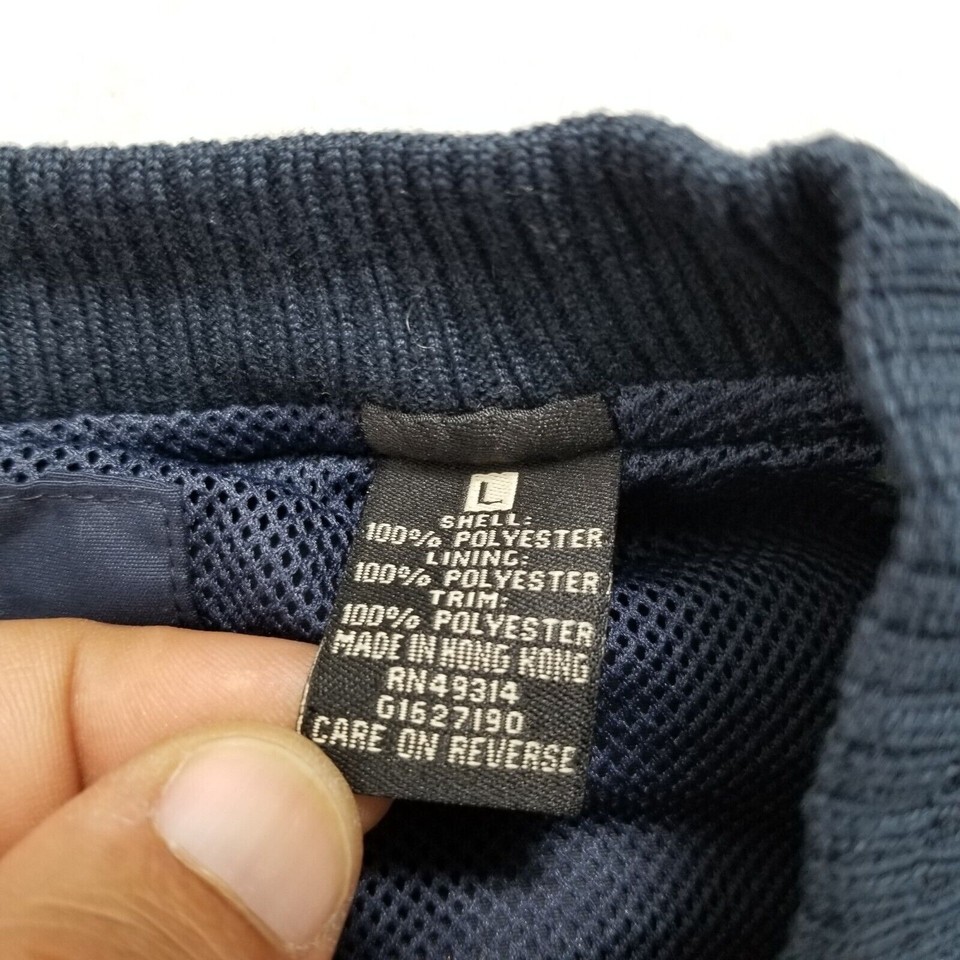 L
SHELL:
100% POLYESTER
LINING:
100% POLYESTER
TRIM:
100% POLYESTER
MADE IN HONG KONG
RN49314
G1627190
CARE ON REVERSE